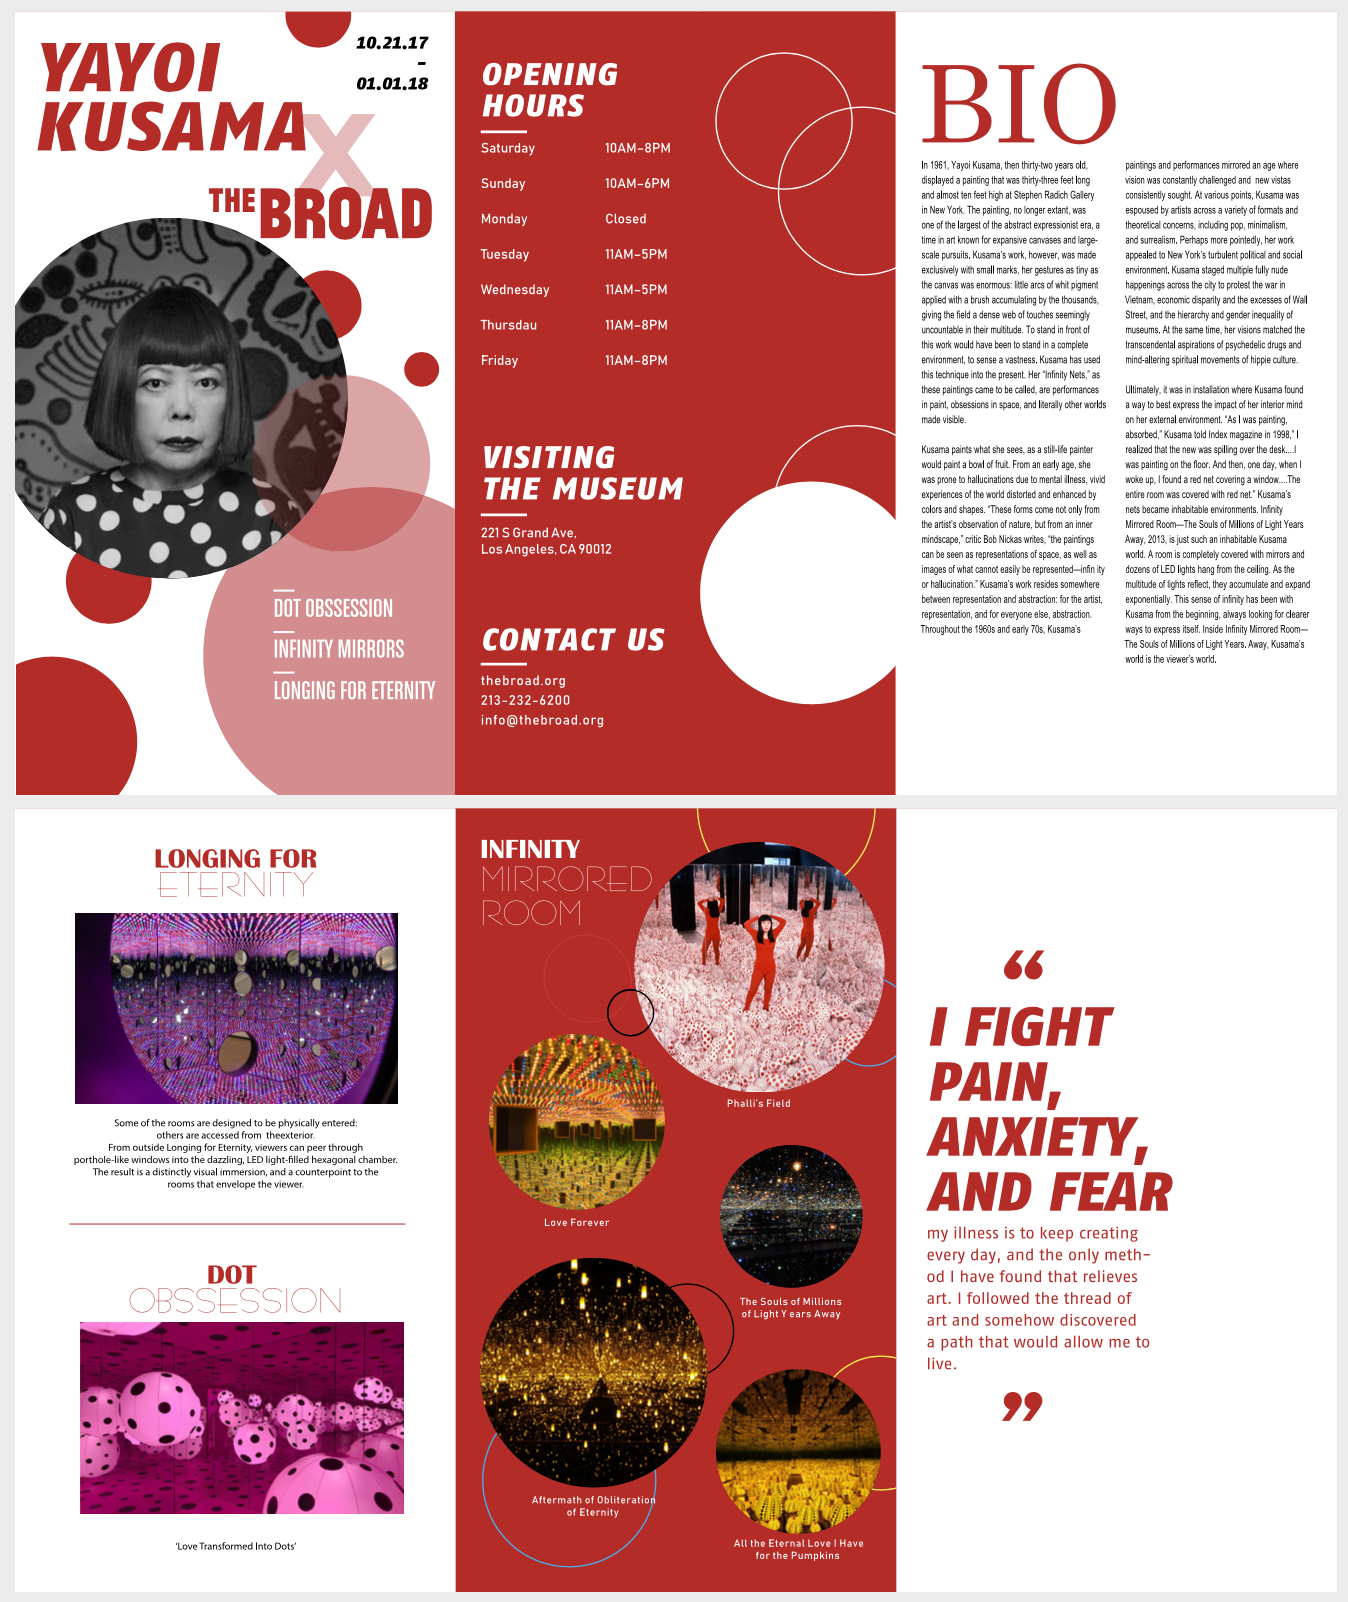 YAYOI
KUSAMA
10.21.17
–
01.01.18
X
THE BROAD
DOT OBSSESSION
INFINITY MIRRORS
LONGING FOR ETERNITY
OPENING
HOURS
Saturday 10AM–8PM
Sunday 10AM–6PM
Monday Closed
Tuesday 11AM–5PM
Wednesday 11AM–5PM
Thursdau 11AM–8PM
Friday 11AM–8PM
VISITING
THE MUSEUM
221 S Grand Ave,
Los Angeles, CA 90012
CONTACT US
thebroad.org
213-232-6200
info@thebroad.org
BIO
In 1961, Yayoi Kusama, then thirty-two years old,
displayed a painting that was thirty-three feet long
and almost ten feet high at Stephen Radich Gallery
in New York. The painting, no longer extant, was
one of the largest of the abstract expressionist era, a
time in art known for expansive canvases and large-
scale pursuits. Kusama's work, however, was made
exclusively with small marks, her gestures as tiny as
the canvas was enormous: little arcs of whit pigment
applied with a brush accumulating by the thousands,
giving the field a dense web of touches seemingly
uncountable in their multitude. To stand in front of
this work would have been to stand in a complete
environment, to sense a vastness. Kusama has used
this technique into the present. Her “Infinity Nets,” as
these paintings came to be called, are performances
in paint, obsessions in space, and literally other worlds
made visible.
Kusama paints what she sees, as a still-life painter
would paint a bowl of fruit. From an early age, she
was prone to hallucinations due to mental illness, vivid
experiences of the world distorted and enhanced by
colors and shapes. “These forms come not only from
the artist's observation of nature, but from an inner
mindscape,” critic Bob Nickas writes, “the paintings
can be seen as representations of space, as well as
images of what cannot easily be represented—infin ity
or hallucination.” Kusama's work resides somewhere
between representation and abstraction: for the artist,
representation, and for everyone else, abstraction.
Throughout the 1960s and early 70s, Kusama's
paintings and performances mirrored an age where
vision was constantly challenged and  new vistas
consistently sought. At various points, Kusama was
espoused by artists across a variety of formats and
theoretical concerns, including pop, minimalism,
and surrealism. Perhaps more pointedly, her work
appealed to New York's turbulent political and social
environment. Kusama staged multiple fully nude
happenings across the city to protest the war in
Vietnam, economic disparity and the excesses of Wall
Street, and the hierarchy and gender inequality of
museums. At the same time, her visions matched the
transcendental aspirations of psychedelic drugs and
mind-altering spiritual movements of hippie culture.
Ultimately, it was in installation where Kusama found
a way to best express the impact of her interior mind
on her external environment. “As I was painting,
absorbed,” Kusama told Index magazine in 1998,” I
realized that the new was spilling over the desk....I
was painting on the floor. And then, one day, when I
woke up, I found a red net covering a window....The
entire room was covered with red net.” Kusama's
nets became inhabitable environments. Infinity
Mirrored Room—The Souls of Millions of Light Years
Away, 2013, is just such an inhabitable Kusama
world. A room is completely covered with mirrors and
dozens of LED lights hang from the ceiling. As the
multitude of lights reflect, they accumulate and expand
exponentially. This sense of infinity has been with
Kusama from the beginning, always looking for clearer
ways to express itself. Inside Infinity Mirrored Room—
The Souls of Millions of Light Years. Away, Kusama's
world is the viewer's world.
LONGING FOR
ETERNITY
Some of the rooms are designed to be physically entered:
others are accessed from  theexterior.
From outside Longing for Eternity, viewers can peer through
porthole-like windows into the dazzling, LED light-filled hexagonal chamber.
The result is a distinctly visual immersion, and a counterpoint to the
rooms that envelope the viewer.
DOT
OBSSESSION
‘Love Transformed Into Dots’
INFINITY
MIRRORED
ROOM
Phalli's Field
Love Forever
The Souls of Millions
of Light Y ears Away
Aftermath of Obliteration
of Eternity
All the Eternal Love I Have
for the Pumpkins
“
I FIGHT
PAIN,
ANXIETY,
AND FEAR
my illness is to keep creating
every day, and the only meth-
od I have found that relieves
art. I followed the thread of
art and somehow discovered
a path that would allow me to
live.
”